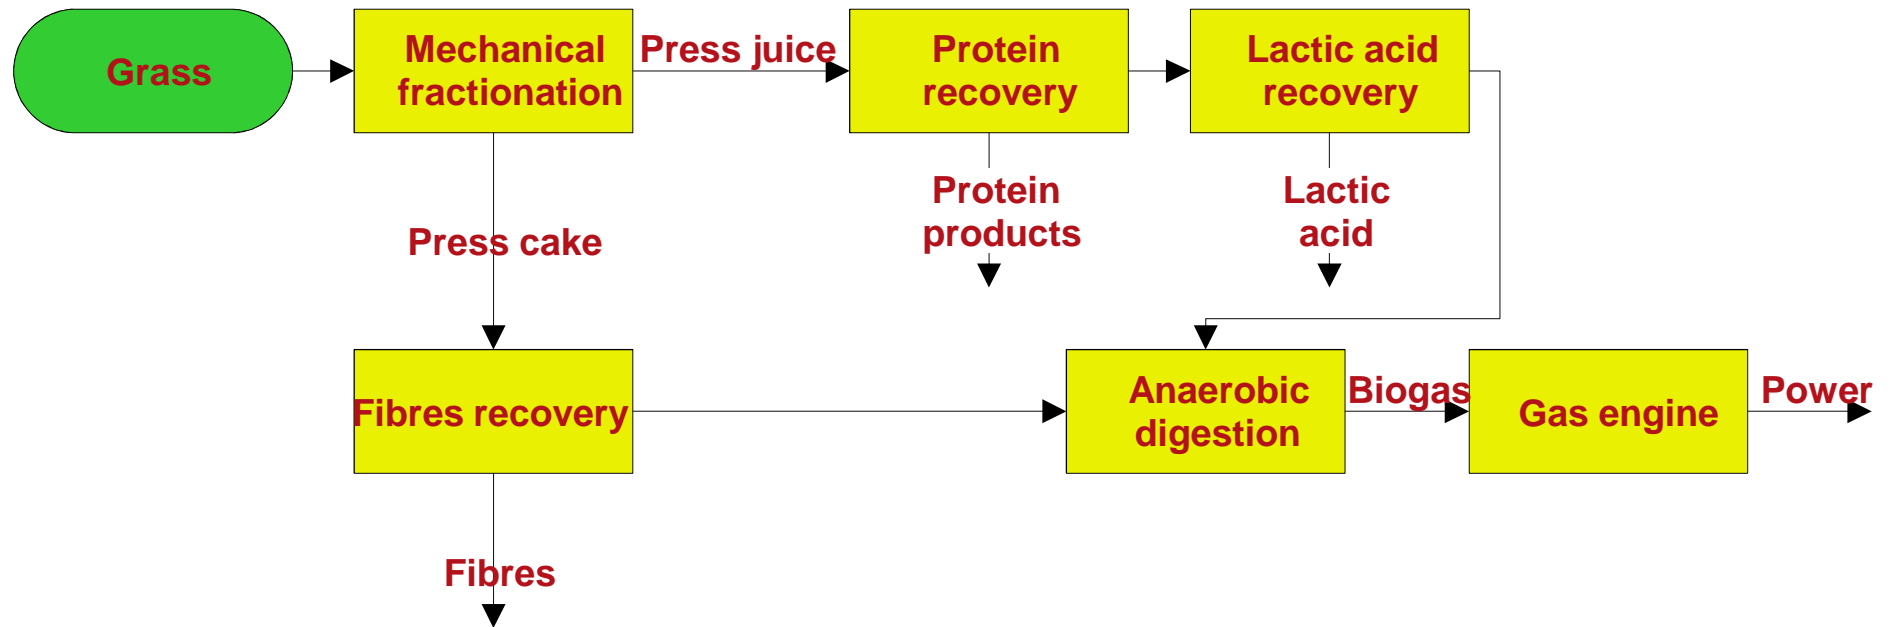 Grass
Mechanical
fractionation
Press juice
Protein
recovery
Lactic acid
recovery
Protein
products
Lactic
acid
Press cake
Fibres recovery
Anaerobic
digestion
Biogas
Gas engine
Power
Fibres